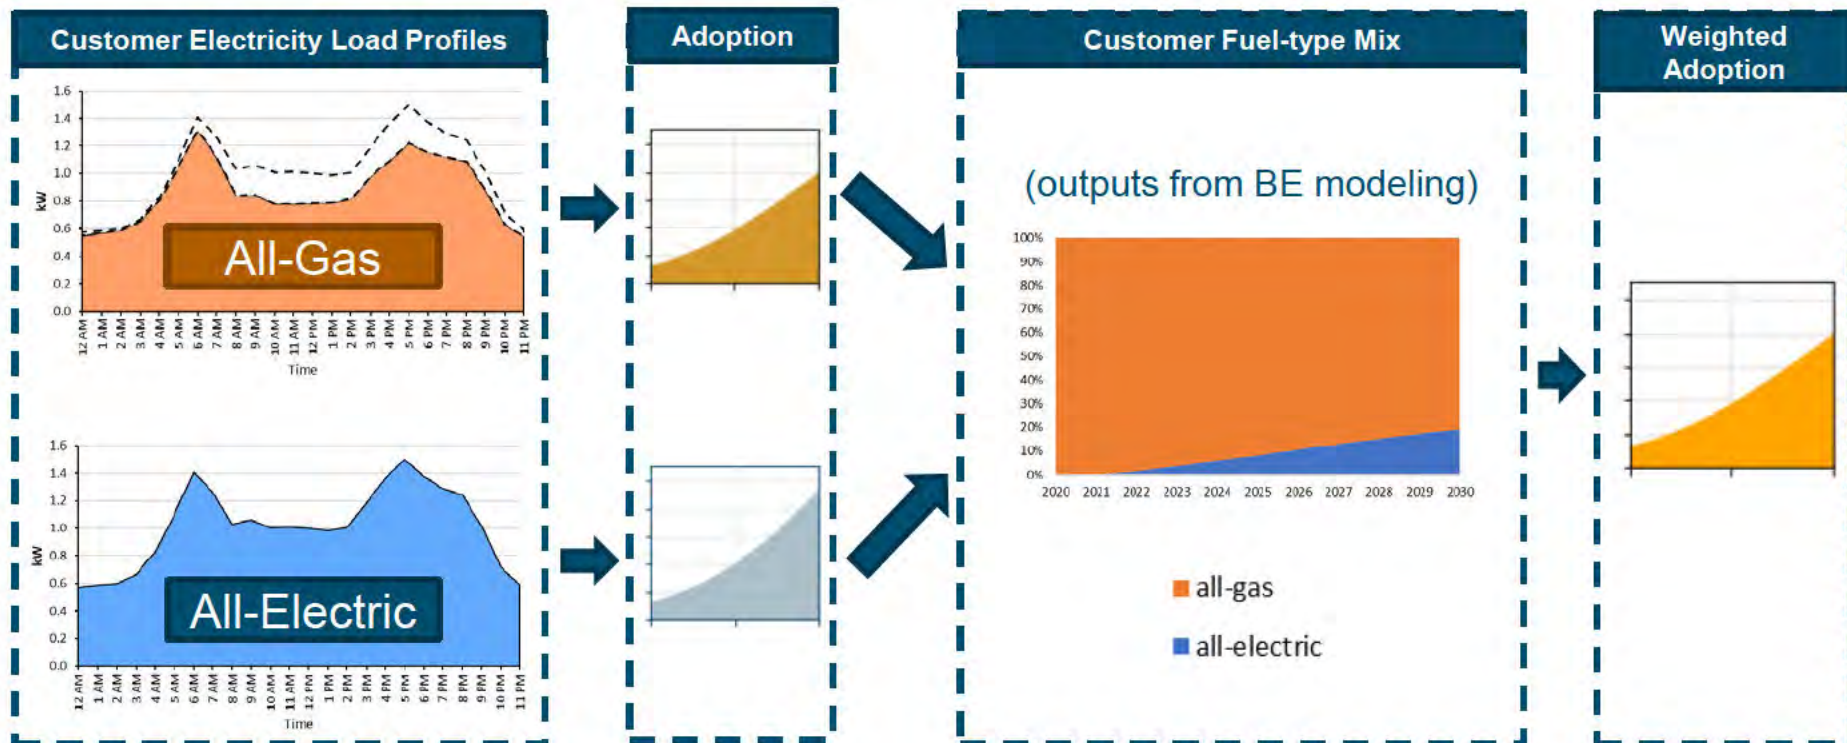 Customer Electricity Load Profiles
Adoption
Customer Fuel-type Mix
Weighted
Adoption
1.6
1.4
1.2
1.0
0.8
0.6
0.4
0.2
0.0
kW
All-Gas
12 AM
1 AM
2 AM
3 AM
4 AM
5 AM
6 AM
7 AM
8 AM
9 AM
10 AM
11 AM
12 PM
1 PM
2 PM
3 PM
4 PM
5 PM
6 PM
7 PM
8 PM
9 PM
10 PM
11 PM
Time
1.6
1.4
1.2
1.0
0.8
0.6
0.4
0.2
0.0
kW
All-Electric
12 AM
1 AM
2 AM
3 AM
4 AM
5 AM
6 AM
7 AM
8 AM
9 AM
10 AM
11 AM
12 PM
1 PM
2 PM
3 PM
4 PM
5 PM
6 PM
7 PM
8 PM
9 PM
10 PM
11 PM
Time
(outputs from BE modeling)
100%
90%
80%
70%
60%
50%
40%
30%
20%
10%
0%
2020 2021 2022 2023 2024 2025 2026 2027 2028 2029 2030
all-gas
all-electric